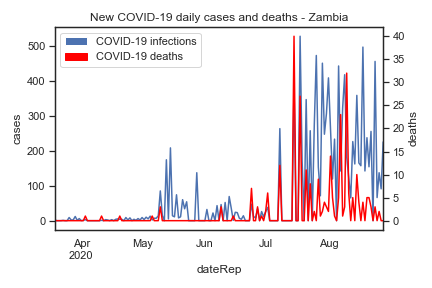 New COVID-19 daily cases and deaths - Zambia
COVID-19 infections
COVID-19 deaths
500
400
300
200
100
0
cases
40
35
30
25
20
15
10
5
0
deaths
Apr
2020
May
Jun
Jul
Aug
dateRep